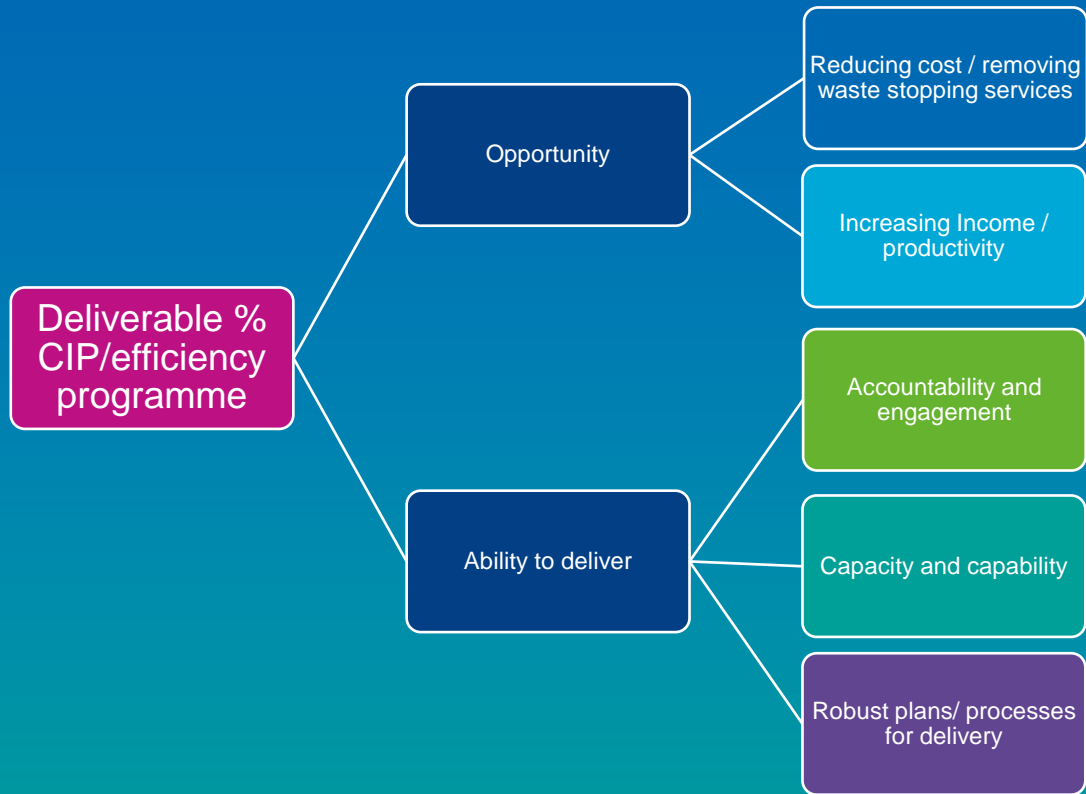 Reducing cost / removing
waste stopping services
Opportunity
Increasing Income /
productivity
Deliverable %
CIP/efficiency
programme
Accountability and
engagement
Ability to deliver
Capacity and capability
Robust plans/ processes
for delivery